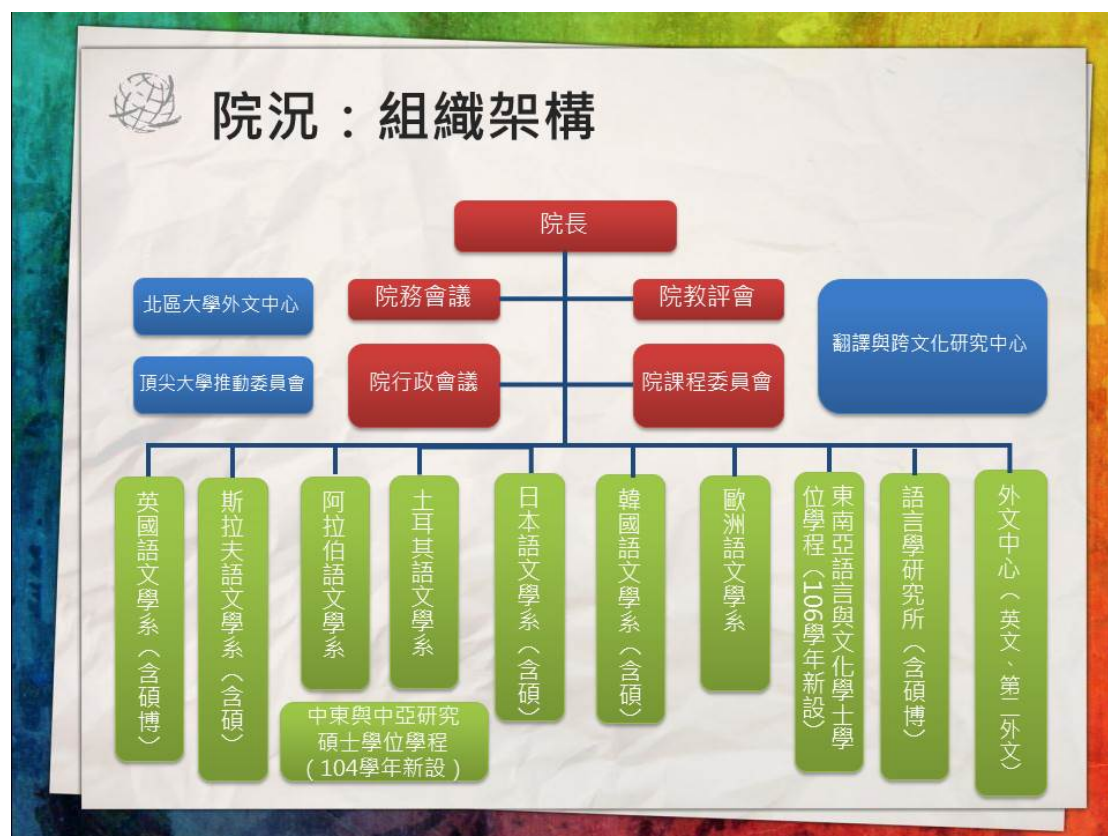 院況：組織架構
院長
北區大學外文中心
院務會議
院教評會
翻譯與跨文化研究中心
頂尖大學推動委員會
院行政會議
院課程委員會
英國語文學系（含碩博）
斯拉夫語文學系（含碩）
阿拉伯語文學系
土耳其語文學系
中東與中亞研究
碩士學位學程
（104學年新設）
日本語文學系（含碩）
韓國語文學系（含碩）
歐洲語文學系
東南亞語言與文化學士學
位學程（106學年新設）
語言學研究所（含碩博）
外文中心（英文、第二外文）